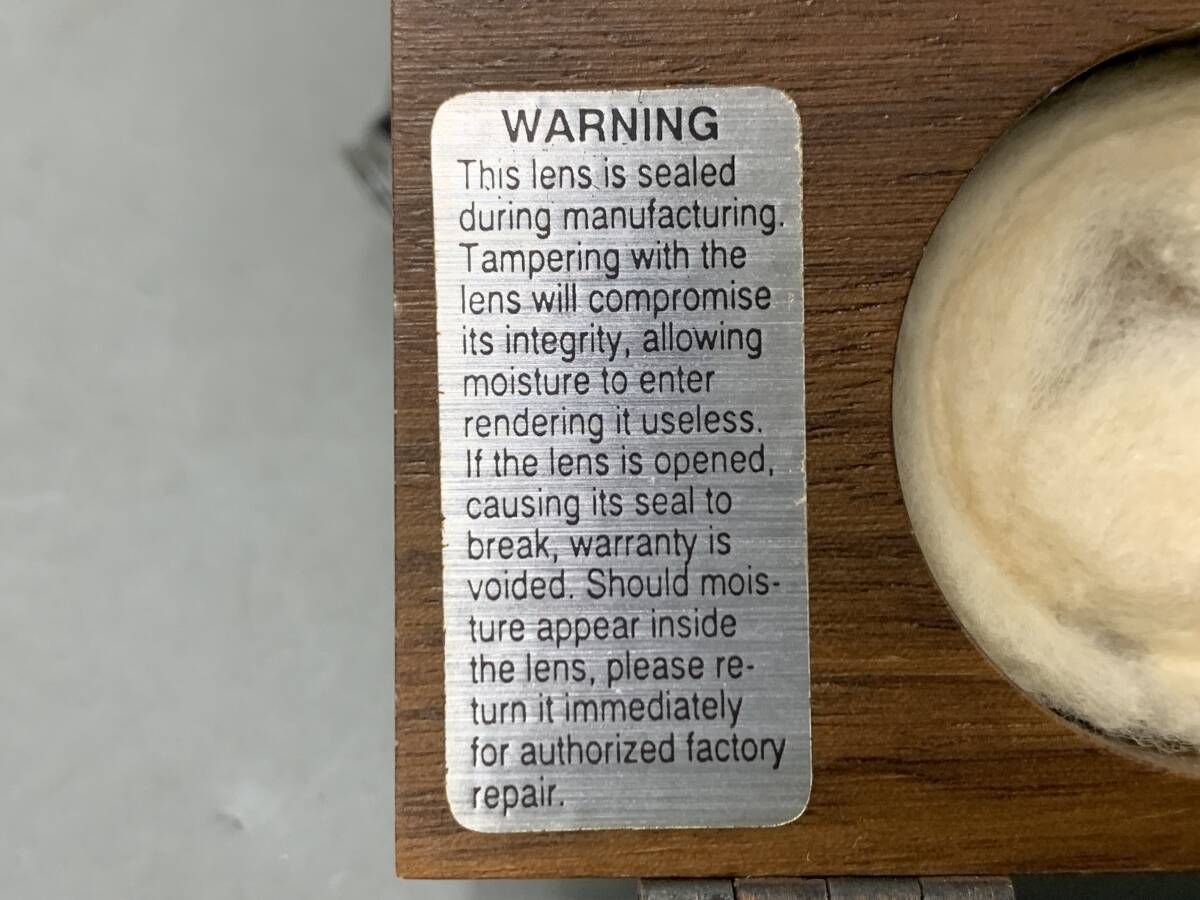 WARNING
This lens is sealed
during manufacturing.
Tampering with the
lens will compromise
its integrity, allowing
moisture to enter
rendering it useless.
If the lens is opened,
causing its seal to
break, warranty is
voided. Should mois-
ture appear inside
the lens, please re-
turn it immediately
for authorized factory
repair.